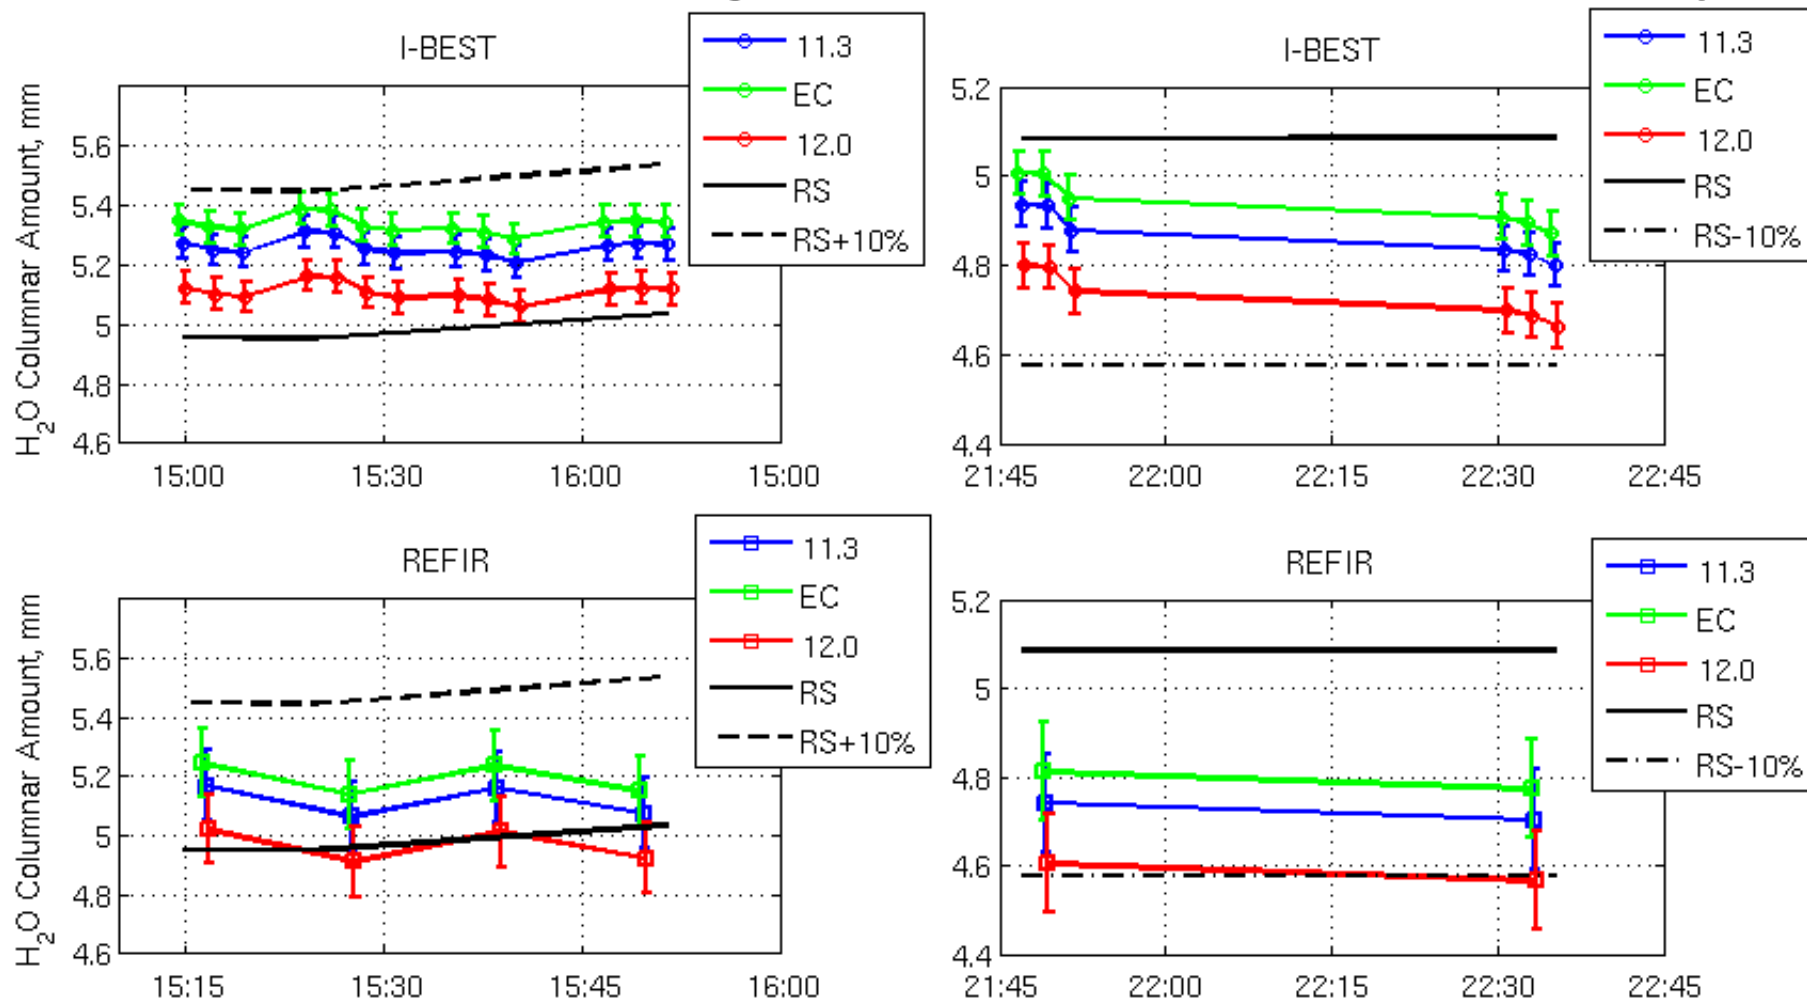 I-BEST
11.3
EC
12.0
RS
RS+10%
H₂O Columnar Amount, mm
5.6
5.4
5.2
5
4.8
4.6
15:00
15:30
16:00
15:00
I-BEST
11.3
EC
12.0
RS
RS-10%
5.2
5
4.8
4.6
4.4
21:45
22:00
22:15
22:30
22:45
REFIR
11.3
EC
12.0
RS
RS+10%
H₂O Columnar Amount, mm
5.6
5.4
5.2
5
4.8
4.6
15:15
15:30
15:45
16:00
REFIR
11.3
EC
12.0
RS
RS-10%
5.2
5
4.8
4.6
4.4
21:45
22:00
22:15
22:30
22:45